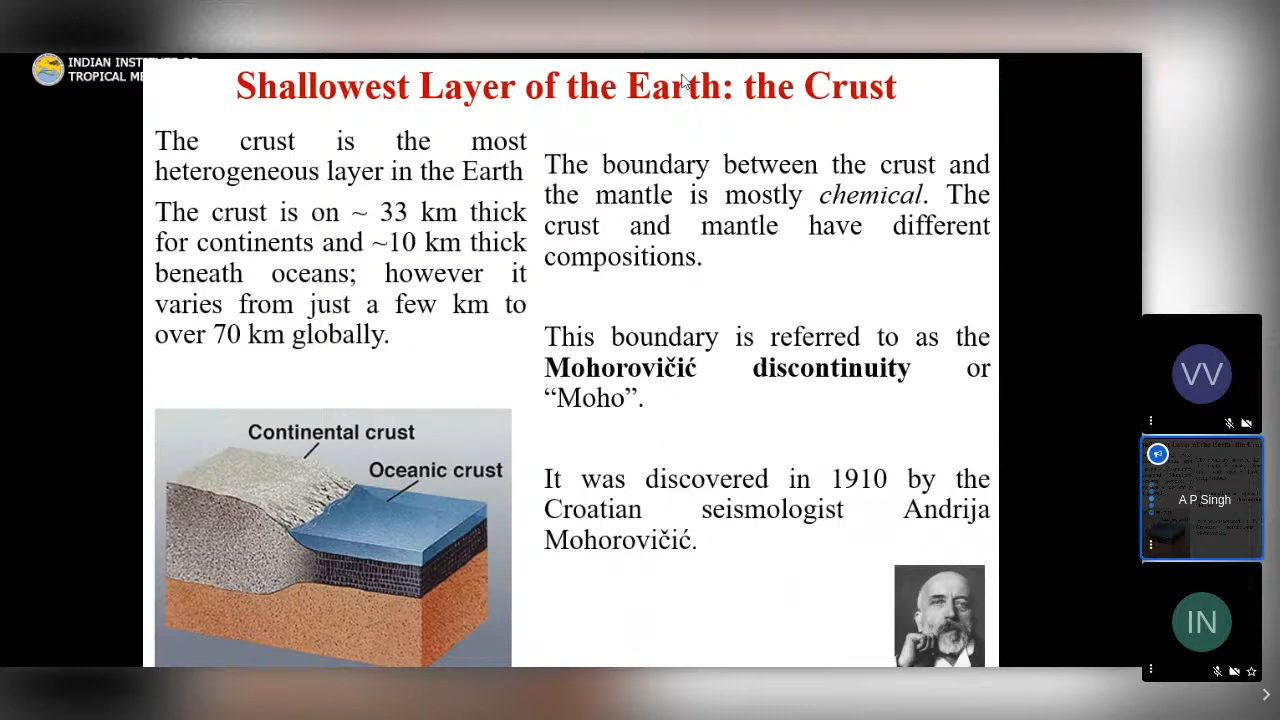 INDIAN INSTITUTE OF
TROPICAL ME
Shallowest Layer of the Earth: the Crust
The crust is the most
heterogeneous layer in the Earth
The crust is on ~ 33 km thick
for continents and ~10 km thick
beneath oceans; however it
varies from just a few km to
over 70 km globally.
Continental crust
Oceanic crust
The boundary between the crust and
the mantle is mostly chemical. The
crust and mantle have different
compositions.
This boundary is referred to as the
Mohorovičić discontinuity or
“Moho”.
It was discovered in 1910 by the
Croatian seismologist Andrija
Mohorovičić.
VV
A P Singh
IN